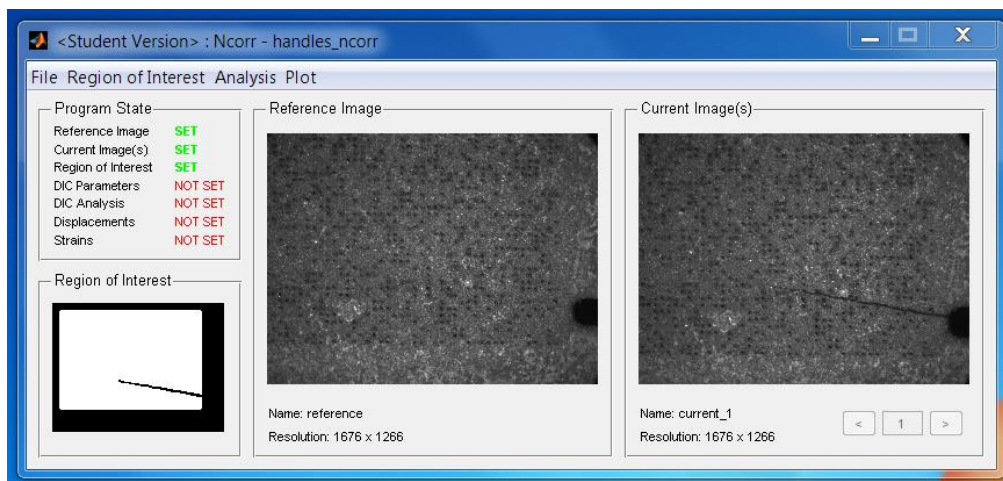 <Student Version> : Ncorr - handles_ncorr
File Region of Interest Analysis Plot
Program State
Reference Image SET
Current Image(s) SET
Region of Interest SET
DIC Parameters NOT SET
DIC Analysis NOT SET
Displacements NOT SET
Strains NOT SET
Region of Interest
Reference Image
Name: reference
Resolution: 1676 x 1266
Current Image(s)
Name: current_1
Resolution: 1676 x 1266
< 1 >